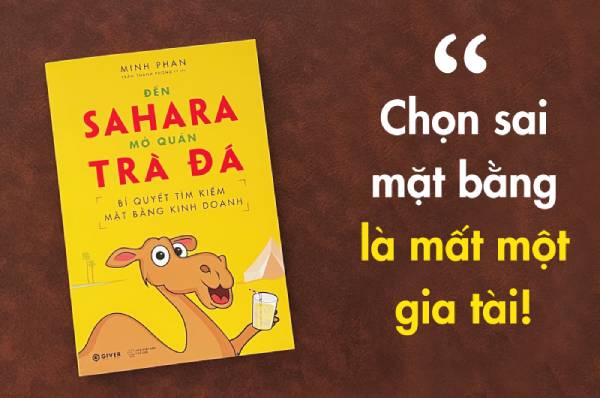 MINH PHAN
ĐẾN
SAHARA
MỞ QUÁN
TRÀ ĐÁ
BÍ QUYẾT TÌM KIẾM
MẶT BẰNG KINH DOANH
GIVER
“
Chọn sai
mặt bằng
là mất một
gia tài!